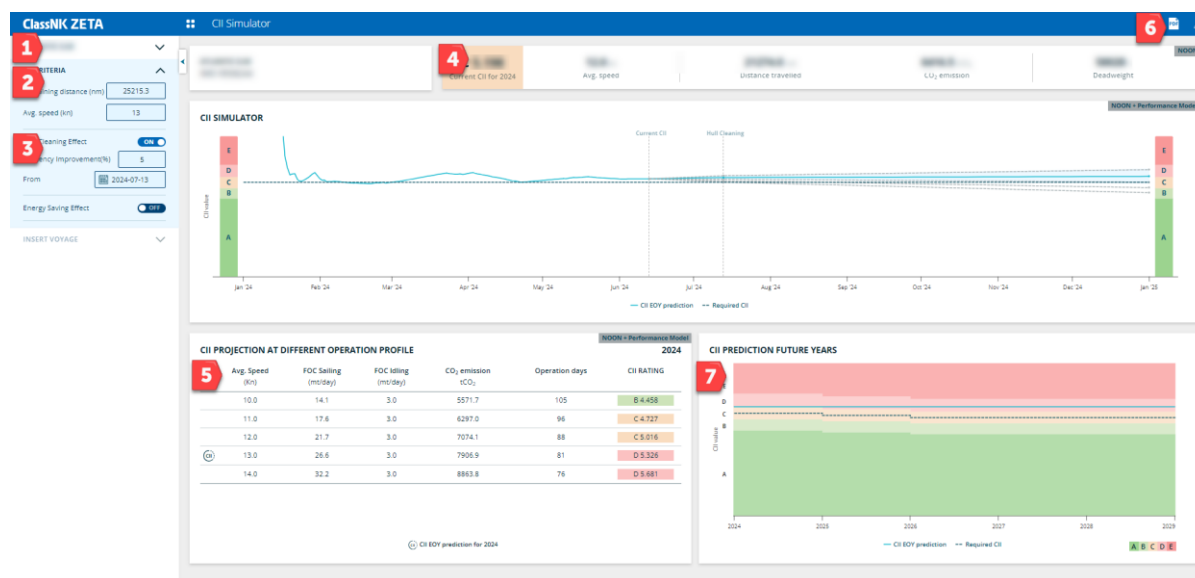 ClassNK ZETA
CII Simulator
PDF
6
1
CRITERIA
2
distance (nm) 25215.3
Avg. speed (kn) 13
3
Cleaning Effect ON
Improvement(%) 5
From 2024-07-13
Energy Saving Effect OFF
INSERT VOYAGE
4
Current CII for 2024
Avg. speed
Distance travelled
CO₂ emission
Deadweight
NOON
NOON + Performance Model
CII SIMULATOR
Current CII Hull Cleaning
E E
D D
C C
B B
A A
CII value
Jan '24 Feb '24 Mar '24 Apr '24 May '24 Jun '24 Jul '24 Aug '24 Sep '24 Oct '24 Nov '24 Dec '24 Jan '25
CII EOY prediction Required CII
NOON + Performance Model
CII PROJECTION AT DIFFERENT OPERATION PROFILE 2024
5
Avg. Speed FOC Sailing FOC Idling CO₂ emission Operation days CII RATING
(Kn) (mt/day) (mt/day) tCO₂
10.0 14.1 3.0 5571.7 105 B 4.458
11.0 17.6 3.0 6297.0 96 C 4.727
12.0 21.7 3.0 7074.1 88 C 5.016
CII 13.0 26.6 3.0 7906.9 81 D 5.326
14.0 32.2 3.0 8863.8 76 D 5.681
CII CII EOY prediction for 2024
CII PREDICTION FUTURE YEARS
7
E
D
C
B
A
CII value
2024 2025 2026 2027 2028 2029
CII EOY prediction Required CII
A B C D E